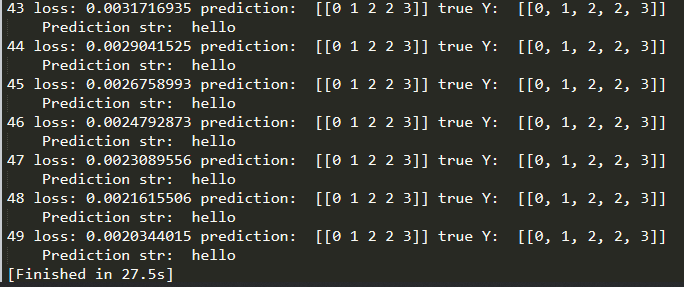 43 loss: 0.0031716935 prediction:  [[0 1 2 2 3]] true Y:  [[0, 1, 2, 2, 3]]
    Prediction str:  hello
44 loss: 0.0029041525 prediction:  [[0 1 2 2 3]] true Y:  [[0, 1, 2, 2, 3]]
    Prediction str:  hello
45 loss: 0.0026758993 prediction:  [[0 1 2 2 3]] true Y:  [[0, 1, 2, 2, 3]]
    Prediction str:  hello
46 loss: 0.0024792873 prediction:  [[0 1 2 2 3]] true Y:  [[0, 1, 2, 2, 3]]
    Prediction str:  hello
47 loss: 0.0023089556 prediction:  [[0 1 2 2 3]] true Y:  [[0, 1, 2, 2, 3]]
    Prediction str:  hello
48 loss: 0.0021615506 prediction:  [[0 1 2 2 3]] true Y:  [[0, 1, 2, 2, 3]]
    Prediction str:  hello
49 loss: 0.0020344015 prediction:  [[0 1 2 2 3]] true Y:  [[0, 1, 2, 2, 3]]
    Prediction str:  hello
[Finished in 27.5s]